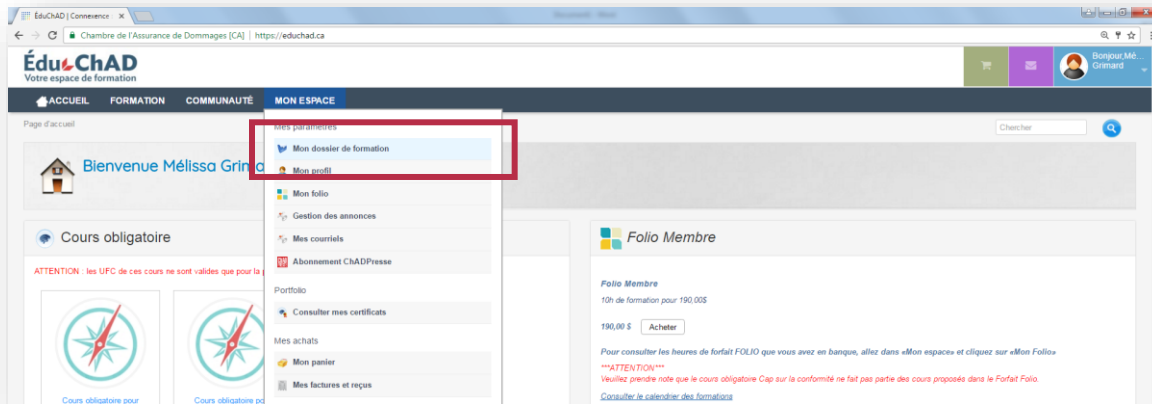 ÉduChAD | Connexence
Chambre de l'Assurance de Dommages [CA] | https://educhad.ca
ÉduChAD
Votre espace de formation
Bonjour,Mé...
Grimard
ACCUEIL FORMATION COMMUNAUTÉ MON ESPACE
Page d'accueil
Chercher
Mes paramètres
Mon dossier de formation
Bienvenue Mélissa
Mon profil
Mon folio
Gestion des annonces
Mes courriels
Abonnement ChADPresse
Portfolio
Consulter mes certificats
Mes achats
Mon panier
Mes factures et reçus
Cours obligatoire
ATTENTION : les UFC de ces cours ne sont valides que pour la
Cours obligatoire pour
Cours obligatoire
Folio Membre
Folio Membre
10h de formation pour 190,00$
190,00 $ Acheter
Pour consulter les heures de forfait FOLIO que vous avez en banque, allez dans «Mon espace» et cliquez sur «Mon Folio»
***ATTENTION***
Veuillez prendre note que le cours obligatoire Cap sur la conformité ne fait pas partie des cours proposés dans le Forfait Folio.
Consulter le calendrier des formations